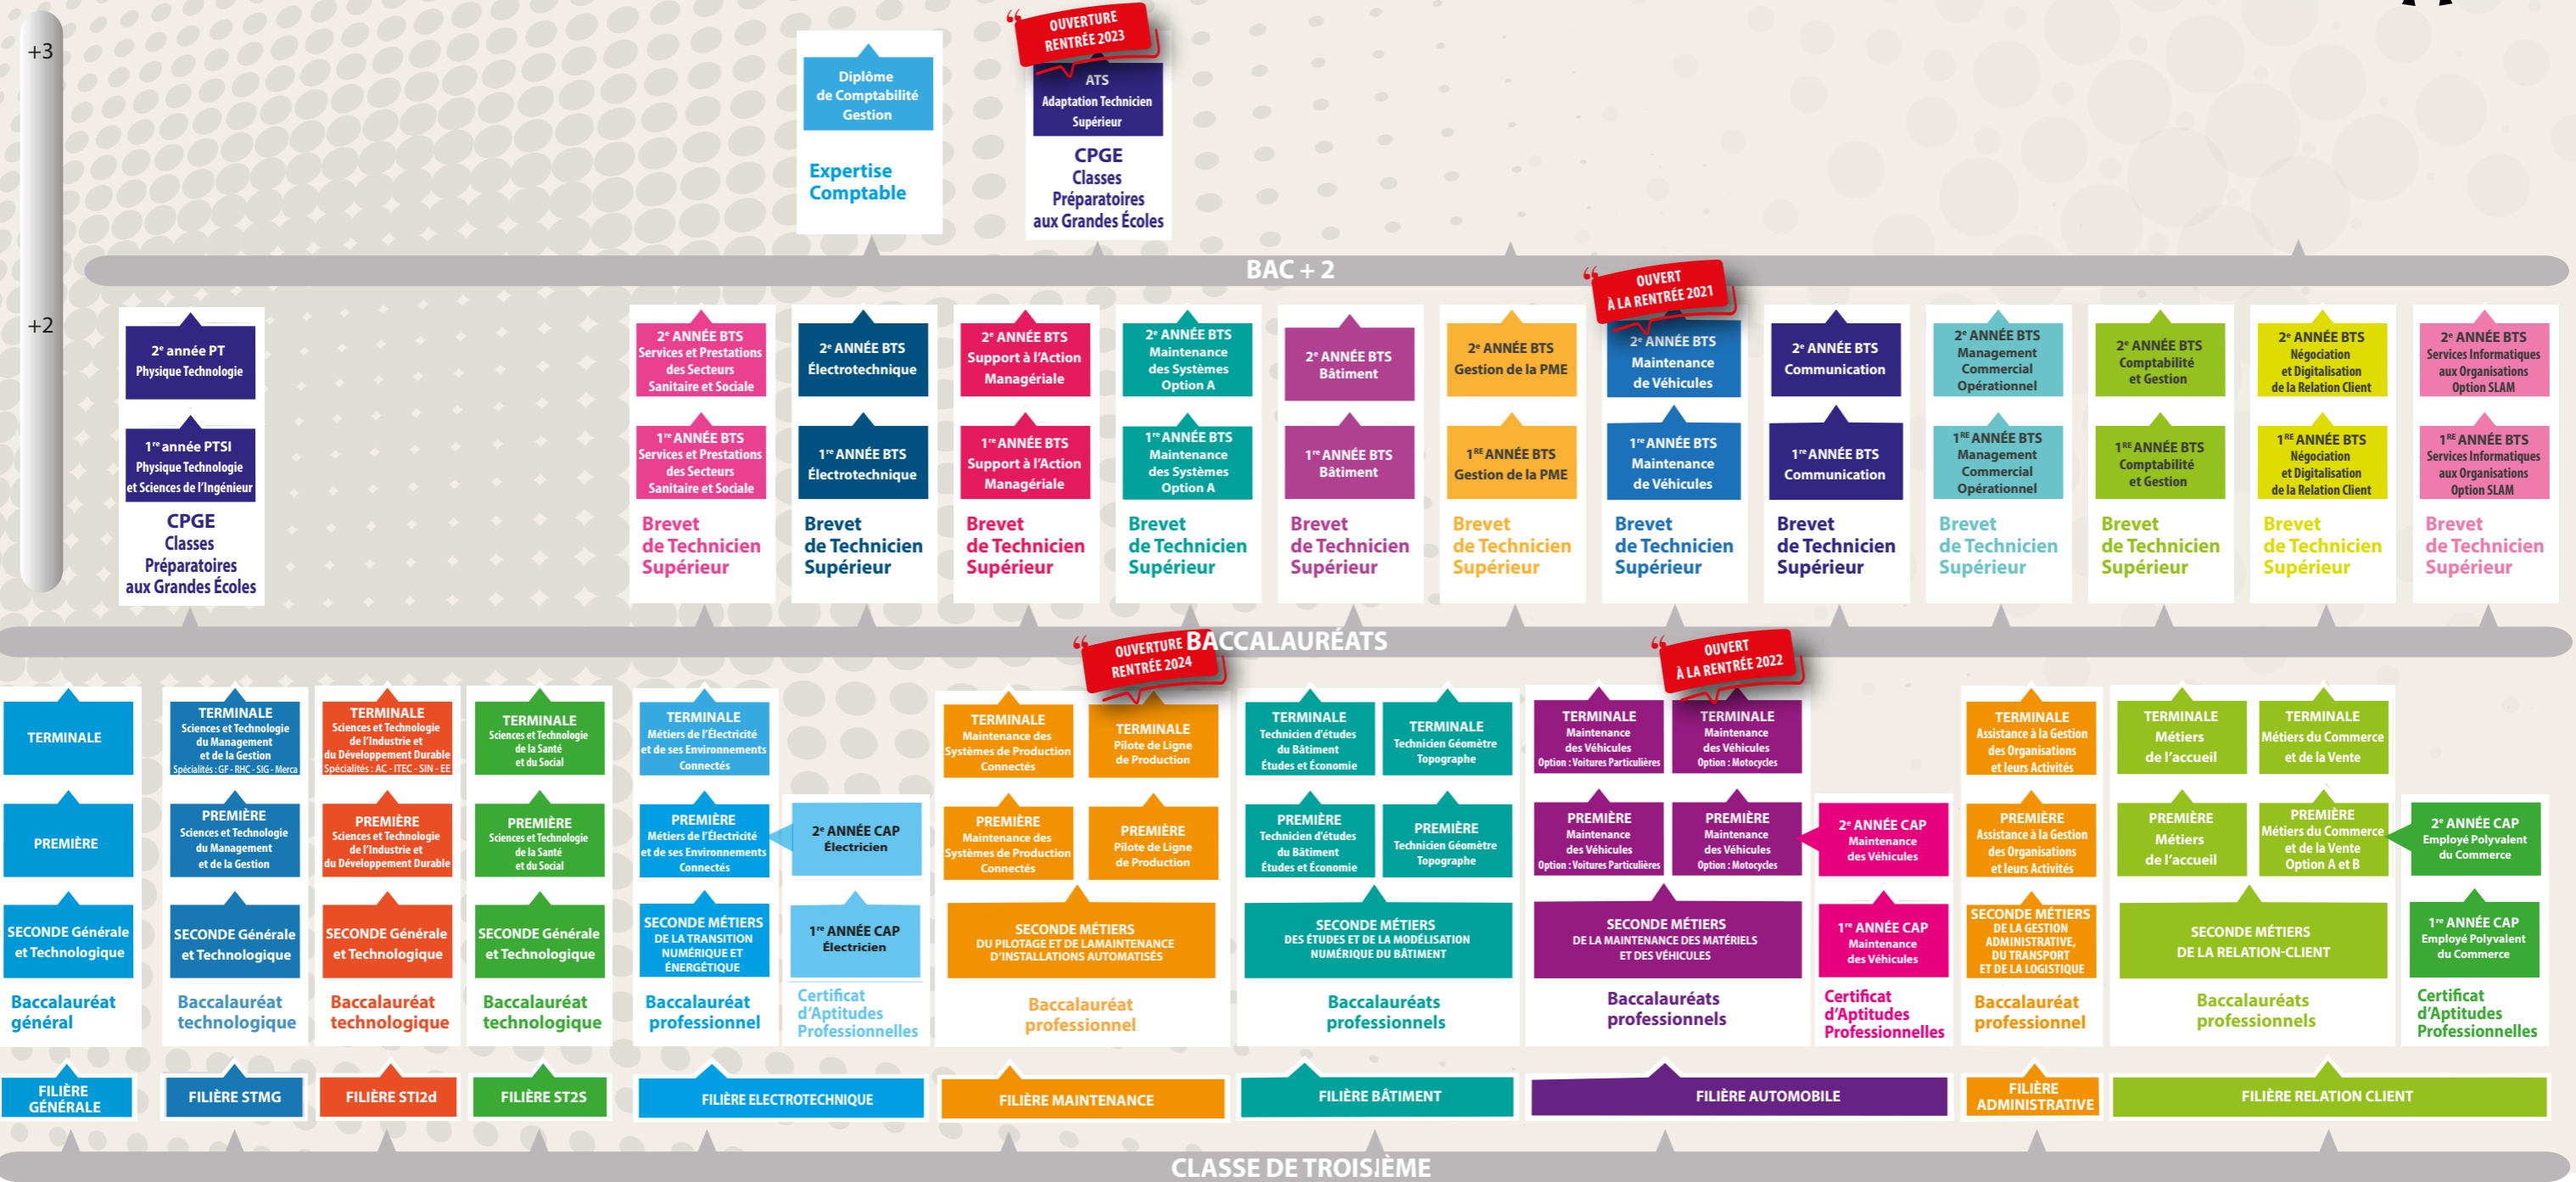 +3
OUVERTURE
RENTRÉE 2023
Diplôme
de Comptabilité
Gestion
Expertise
Comptable
ATS
Adaptation Technicien
Supérieur
CPGE
Classes
Préparatoires
aux Grandes Écoles
BAC + 2
OUVERT
À LA RENTRÉE 2021
+2
2e année PT
Physique Technologie
1re année PTSI
Physique Technologie
et Sciences de l'Ingénieur
CPGE
Classes
Préparatoires
aux Grandes Écoles
2e ANNÉE BTS
Services et Prestations
des Secteurs
Sanitaire et Sociale
1re ANNÉE BTS
Services et Prestations
des Secteurs
Sanitaire et Sociale
Brevet
de Technicien
Supérieur
2e ANNÉE BTS
Électrotechnique
1re ANNÉE BTS
Électrotechnique
Brevet
de Technicien
Supérieur
2e ANNÉE BTS
Support à l'Action
Managériale
1re ANNÉE BTS
Support à l'Action
Managériale
Brevet
de Technicien
Supérieur
2e ANNÉE BTS
Maintenance
des Systèmes
Option A
1re ANNÉE BTS
Maintenance
des Systèmes
Option A
Brevet
de Technicien
Supérieur
2e ANNÉE BTS
Bâtiment
1re ANNÉE BTS
Bâtiment
Brevet
de Technicien
Supérieur
2e ANNÉE BTS
Gestion de la PME
1RE ANNÉE BTS
Gestion de la PME
Brevet
de Technicien
Supérieur
2e ANNÉE BTS
Maintenance
de Véhicules
1re ANNÉE BTS
Maintenance
de Véhicules
Brevet
de Technicien
Supérieur
2e ANNÉE BTS
Communication
1re ANNÉE BTS
Communication
Brevet
de Technicien
Supérieur
2e ANNÉE BTS
Management
Commercial
Opérationnel
1RE ANNÉE BTS
Management
Commercial
Opérationnel
Brevet
de Technicien
Supérieur
2e ANNÉE BTS
Comptabilité
et Gestion
1RE ANNÉE BTS
Comptabilité
et Gestion
Brevet
de Technicien
Supérieur
2e ANNÉE BTS
Négociation
et Digitalisation
de la Relation Client
1RE ANNÉE BTS
Négociation
et Digitalisation
de la Relation Client
Brevet
de Technicien
Supérieur
2e ANNÉE BTS
Services Informatiques
aux Organisations
Option SLAM
1RE ANNÉE BTS
Services Informatiques
aux Organisations
Option SLAM
Brevet
de Technicien
Supérieur
BACCALAURÉATS
OUVERTURE
RENTRÉE 2024
OUVERT
À LA RENTRÉE 2022
TERMINALE
PREMIÈRE
SECONDE Générale
et Technologique
Baccalauréat
général
FILIÈRE
GÉNÉRALE
TERMINALE
Sciences et Technologie
du Management
et de la Gestion
Spécialités : GF - RHC - SIG - Merca
PREMIÈRE
Sciences et Technologie
du Management
et de la Gestion
SECONDE Générale
et Technologique
Baccalauréat
technologique
FILIÈRE STMG
TERMINALE
Sciences et Technologie
de l'Industrie et
du Développement Durable
Spécialités : AC - ITEC - SIN - EE
PREMIÈRE
Sciences et Technologie
de l'Industrie et
du Développement Durable
SECONDE Générale
et Technologique
Baccalauréat
technologique
FILIÈRE STI2d
TERMINALE
Sciences et Technologie
de la Santé
et du Social
PREMIÈRE
Sciences et Technologie
de la Santé
et du Social
SECONDE Générale
et Technologique
Baccalauréat
technologique
FILIÈRE ST2S
TERMINALE
Métiers de l'Électricité
et de ses Environnements
Connectés
PREMIÈRE
Métiers de l'Électricité
et de ses Environnements
Connectés
SECONDE MÉTIERS
DE LA TRANSITION
NUMÉRIQUE ET
ÉNERGÉTIQUE
Baccalauréat
professionnel
2e ANNÉE CAP
Électricien
1re ANNÉE CAP
Électricien
Certificat
d'Aptitudes
Professionnelles
FILIÈRE ELECTROTECHNIQUE
TERMINALE
Maintenance des
Systèmes de Production
Connectés
TERMINALE
Pilote de Ligne
de Production
PREMIÈRE
Maintenance des
Systèmes de Production
Connectés
PREMIÈRE
Pilote de Ligne
de Production
SECONDE MÉTIERS
DU PILOTAGE ET DE LAMAINTENANCE
D'INSTALLATIONS AUTOMATISÉS
Baccalauréat
professionnel
FILIÈRE MAINTENANCE
TERMINALE
Technicien d'études
du Bâtiment
Études et Économie
TERMINALE
Technicien Géomètre
Topographe
PREMIÈRE
Technicien d'études
du Bâtiment
Études et Économie
PREMIÈRE
Technicien Géomètre
Topographe
SECONDE MÉTIERS
DES ÉTUDES ET DE LA MODÉLISATION
NUMÉRIQUE DU BÂTIMENT
Baccalauréats
professionnels
FILIÈRE BÂTIMENT
TERMINALE
Maintenance
des Véhicules
Option : Voitures Particulières
TERMINALE
Maintenance
des Véhicules
Option : Motocycles
PREMIÈRE
Maintenance
des Véhicules
Option : Voitures Particulières
PREMIÈRE
Maintenance
des Véhicules
Option : Motocycles
SECONDE MÉTIERS
DE LA MAINTENANCE DES MATÉRIELS
ET DES VÉHICULES
Baccalauréats
professionnels
2e ANNÉE CAP
Maintenance
des Véhicules
1re ANNÉE CAP
Maintenance
des Véhicules
Certificat
d'Aptitudes
Professionnelles
FILIÈRE AUTOMOBILE
TERMINALE
Assistance à la Gestion
des Organisations
et leurs Activités
PREMIÈRE
Assistance à la Gestion
des Organisations
et leurs Activités
SECONDE MÉTIERS
DE LA GESTION
ADMINISTRATIVE,
DU TRANSPORT
ET DE LA LOGISTIQUE
Baccalauréat
professionnel
FILIÈRE
ADMINISTRATIVE
TERMINALE
Métiers
de l'accueil
TERMINALE
Métiers du Commerce
et de la Vente
PREMIÈRE
Métiers
de l'accueil
PREMIÈRE
Métiers du Commerce
et de la Vente
Option A et B
SECONDE MÉTIERS
DE LA RELATION-CLIENT
Baccalauréats
professionnels
2e ANNÉE CAP
Employé Polyvalent
du Commerce
1re ANNÉE CAP
Employé Polyvalent
du Commerce
Certificat
d'Aptitudes
Professionnelles
FILIÈRE RELATION CLIENT
CLASSE DE TROISIÈME